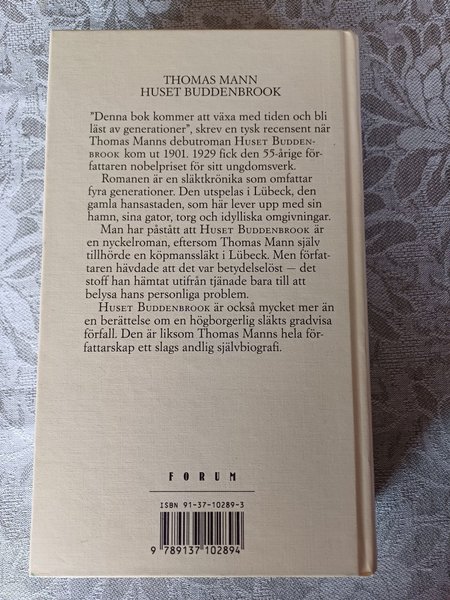 THOMAS MANN
HUSET BUDDENBROOK
"Denna bok kommer att växa med tiden och bli
läst av generationer", skrev en tysk recensent när
Thomas Manns debutroman HUSET BUDDEN-
BROOK kom ut 1901. 1929 fick den 55-årige för-
fattaren nobelpriset för sitt ungdomsverk.
Romanen är en släktkrönika som omfattar
fyra generationer. Den utspelas i Lübeck, den
gamla hansastaden, som här lever upp med sin
hamn, sina gator, torg och idylliska omgivningar.
Man har påstått att HUSET BUDDENBROOK är
en nyckelroman, eftersom Thomas Mann själv
tillhörde en köpmanssläkt i Lübeck. Men förfat-
taren hävdade att det var betydelselöst — det
stoff han hämtat utifrån tjänade bara till att
belysa hans personliga problem.
HUSET BUDDENBROOK är också mycket mer än
en berättelse om en högborgerlig släkts gradvisa
förfall. Den är liksom Thomas Manns hela för-
fattarskap ett slags andlig självbiografi.
FORUM
ISBN 91-37-10289-3
9 789137 102894